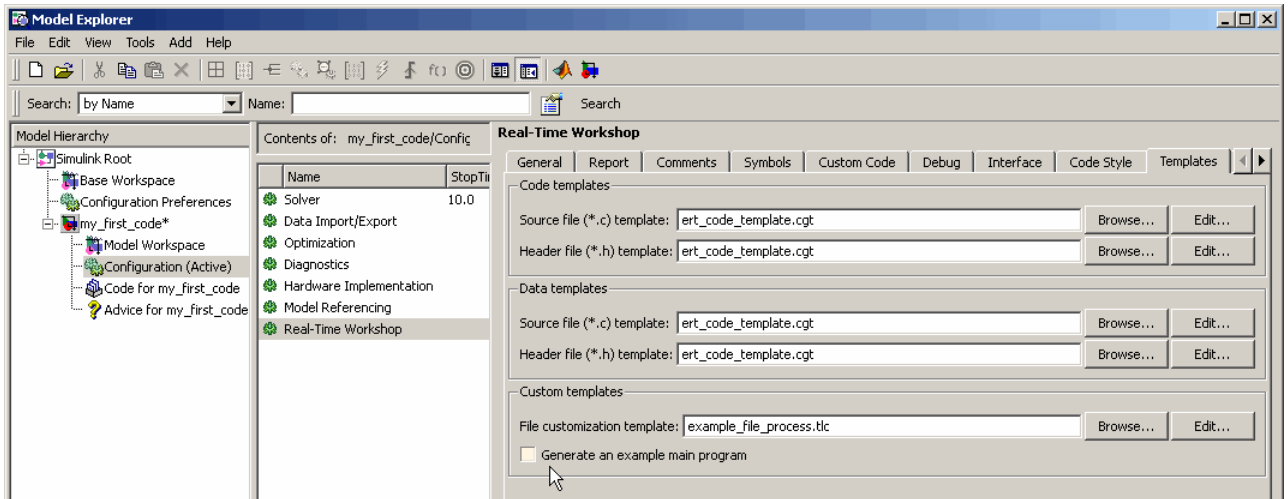 Model Explorer
File Edit View Tools Add Help
Search: by Name Name: Search
Model Hierarchy
Simulink Root
Base Workspace
Configuration Preferences
my_first_code*
Model Workspace
Configuration (Active)
Code for my_first_code
Advice for my_first_code
Contents of: my_first_code/Config
Name StopTi
Solver 10.0
Data Import/Export
Optimization
Diagnostics
Hardware Implementation
Model Referencing
Real-Time Workshop
Real-Time Workshop
General Report Comments Symbols Custom Code Debug Interface Code Style Templates
Code templates
Source file (*.c) template: ert_code_template.cgt Browse... Edit...
Header file (*.h) template: ert_code_template.cgt Browse... Edit...
Data templates
Source file (*.c) template: ert_code_template.cgt Browse... Edit...
Header file (*.h) template: ert_code_template.cgt Browse... Edit...
Custom templates
File customization template: example_file_process.tlc Browse... Edit...
Generate an example main program